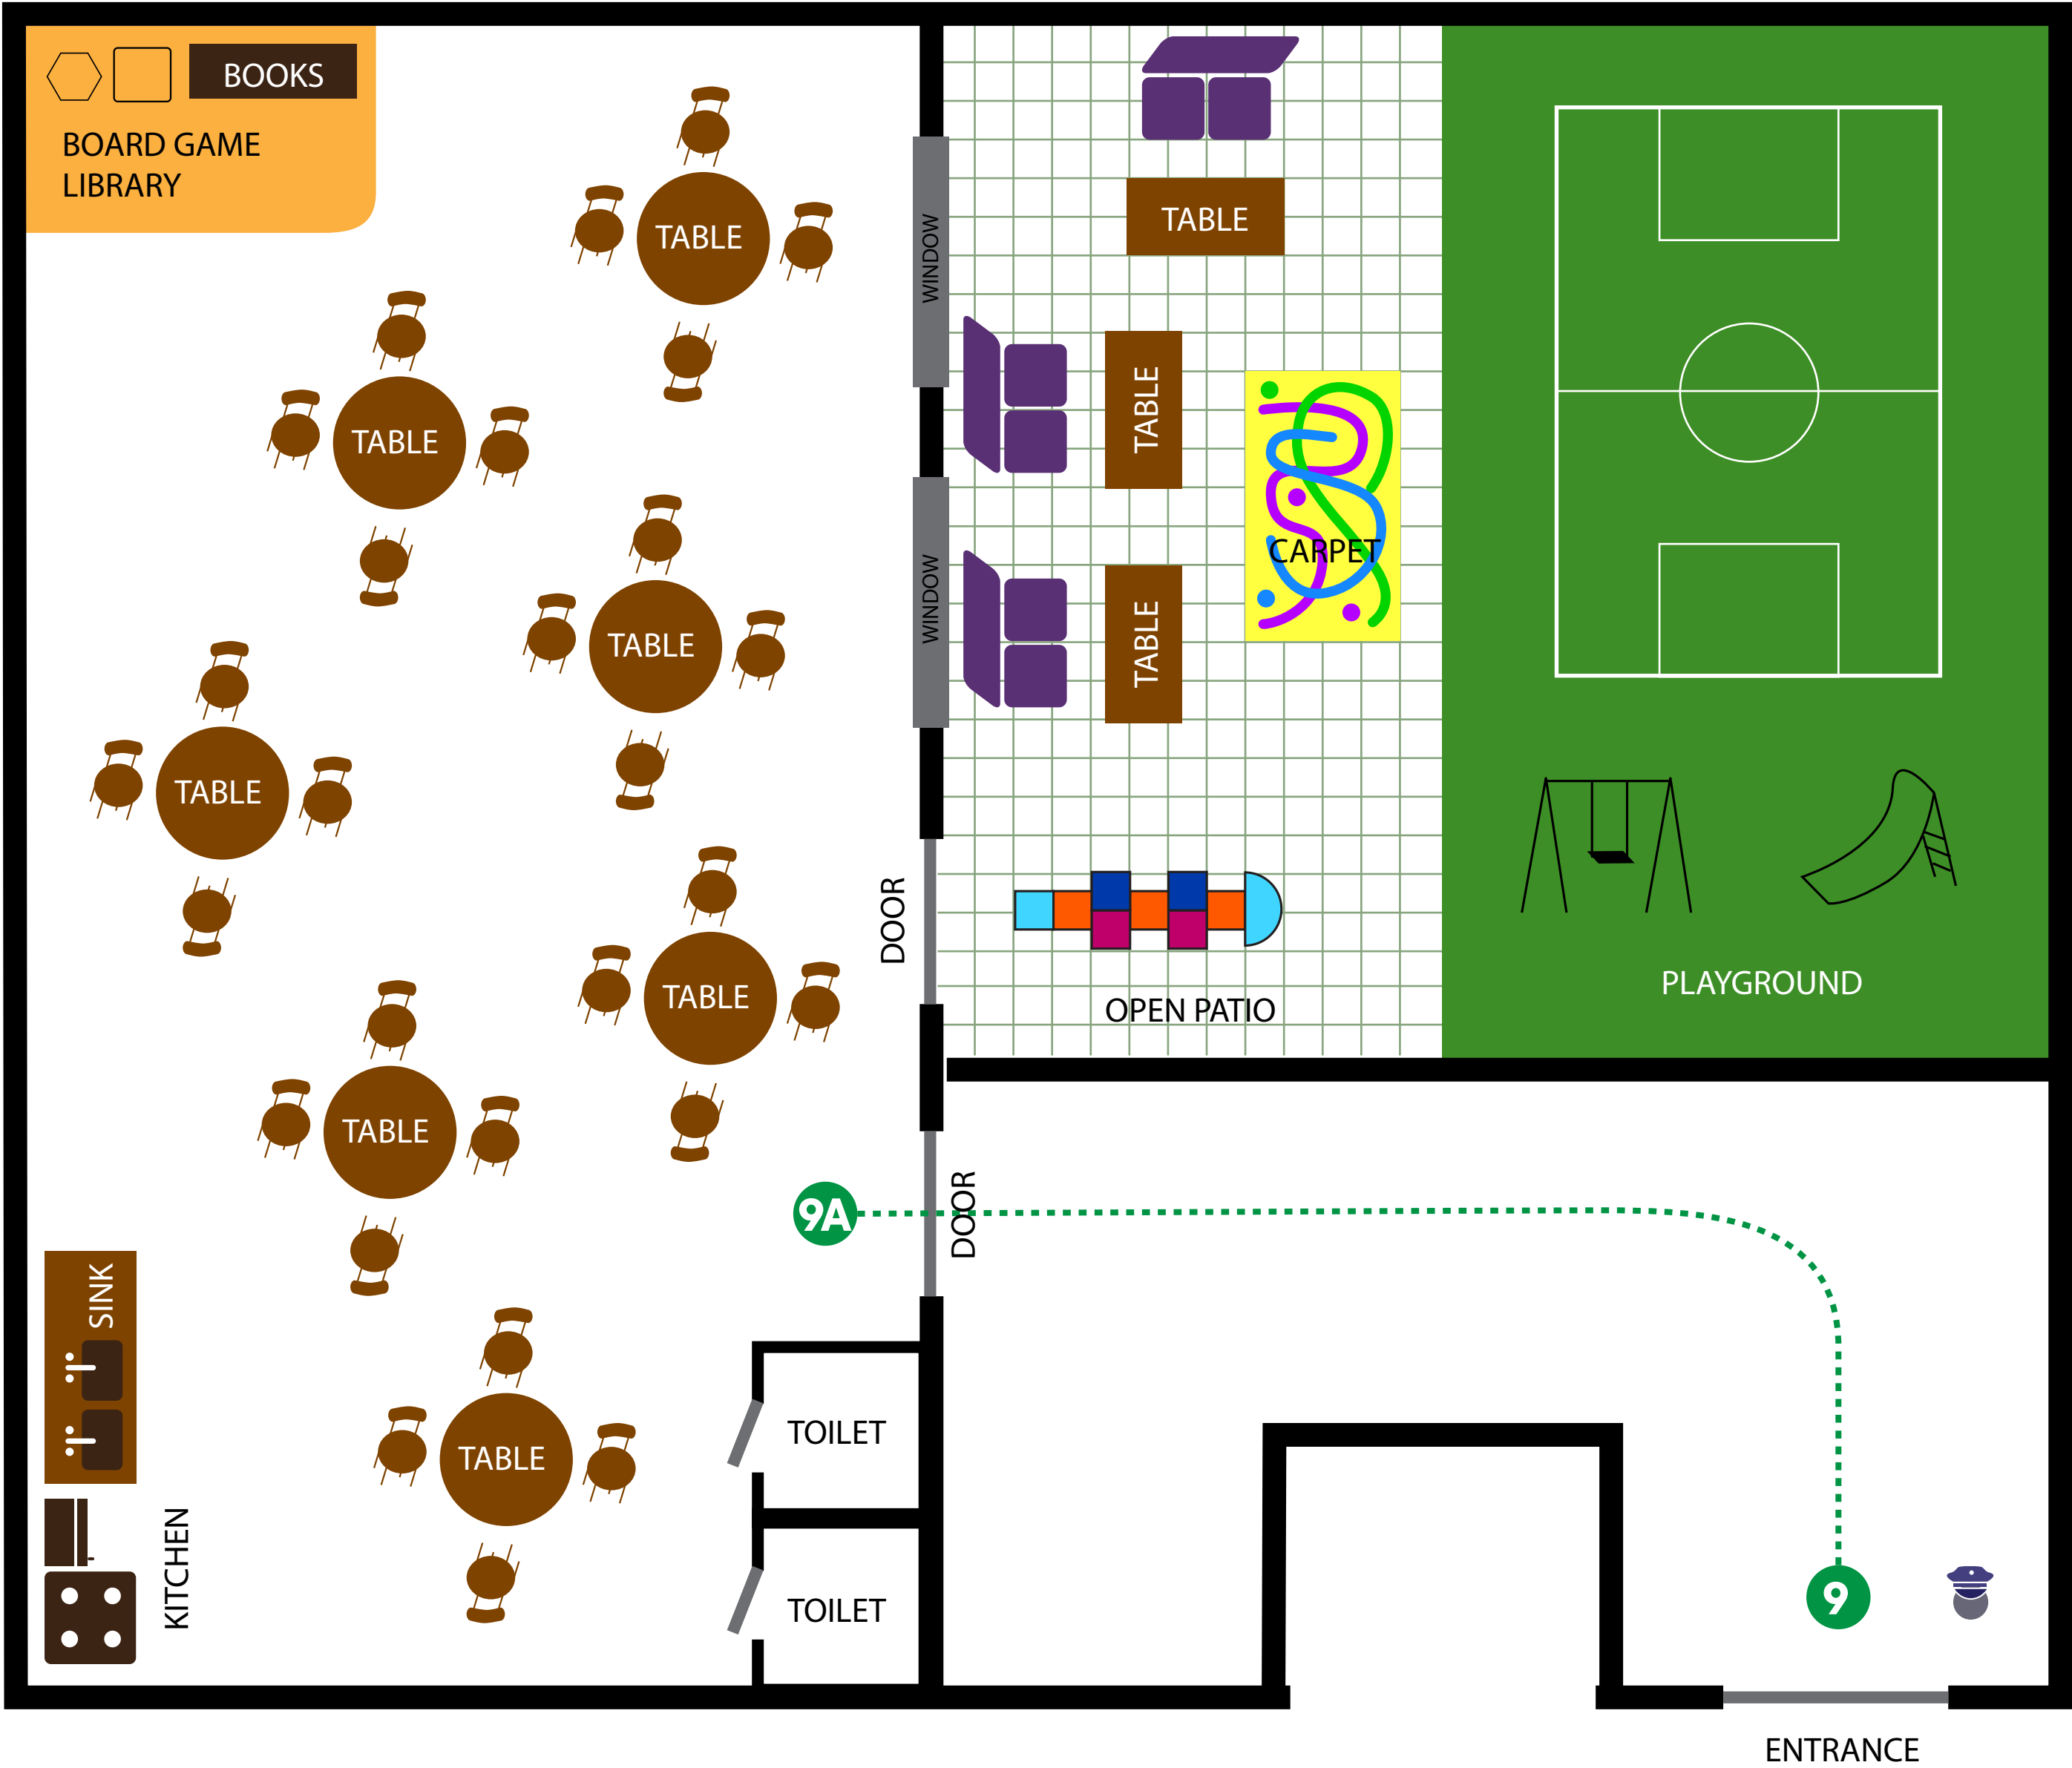 BOOKS
BOARD GAME
LIBRARY
TABLE
TABLE
TABLE
TABLE
TABLE
TABLE
TABLE
SINK
KITCHEN
TOILET
TOILET
9A
WINDOW
WINDOW
DOOR
DOOR
TABLE
TABLE
TABLE
CARPET
OPEN PATIO
PLAYGROUND
9
ENTRANCE